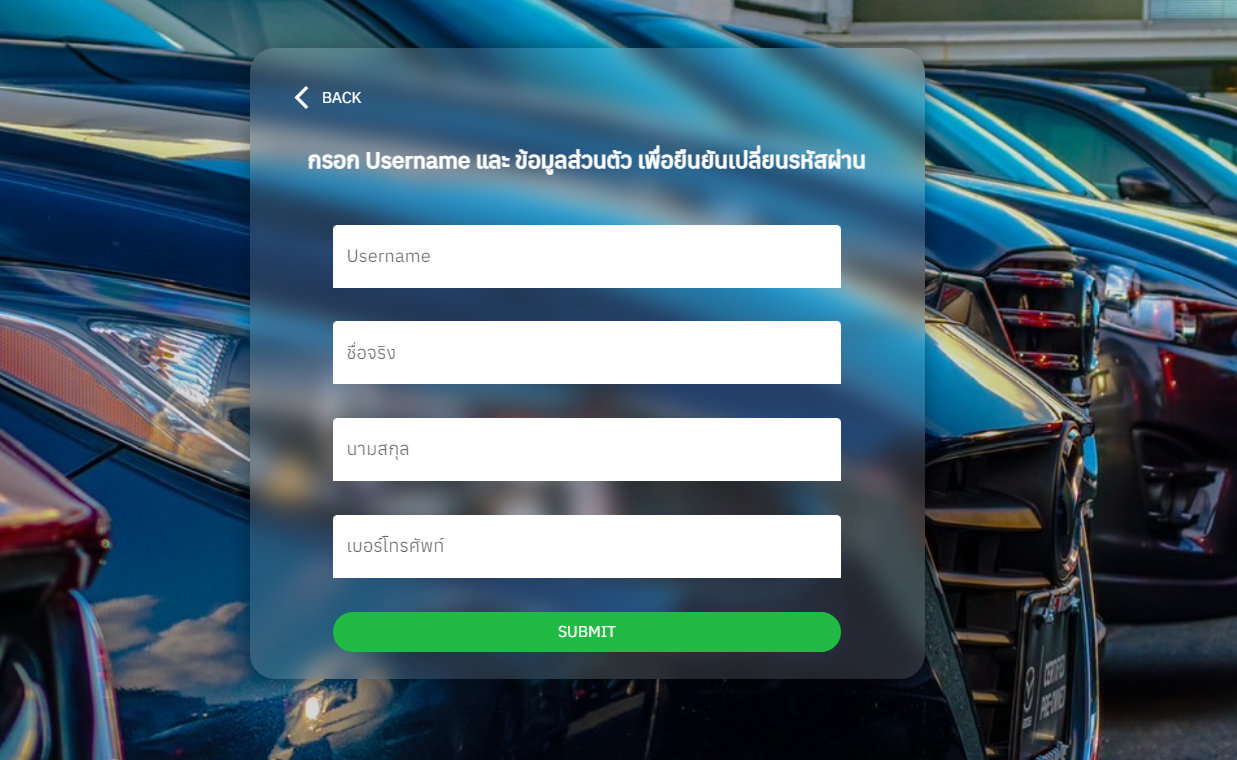 BACK
กรอก Username และ ข้อมูลส่วนตัว เพื่อยืนยันเปลี่ยนรหัสผ่าน
Username
ชื่อจริง
นามสกุล
เบอร์โทรศัพท์
SUBMIT
CERTIFIED
PRE-OWNED